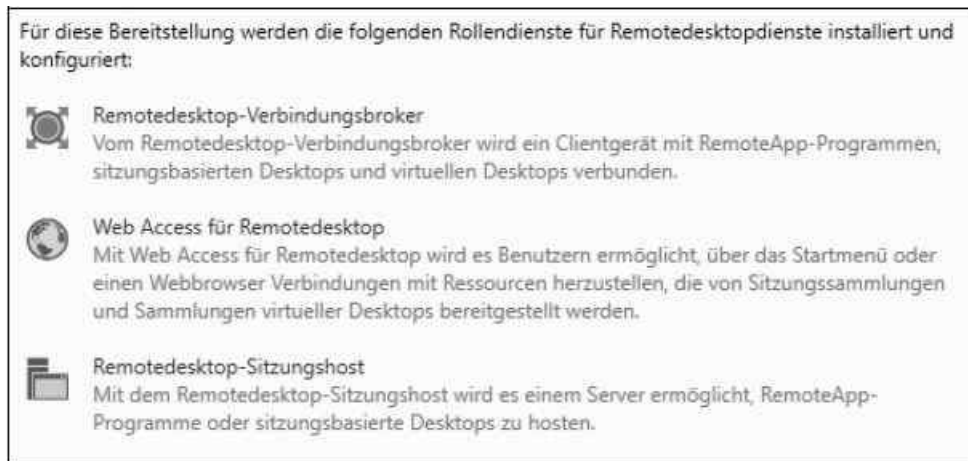 Für diese Bereitstellung werden die folgenden Rollendienste für Remotedesktopdienste installiert und
konfiguriert:
Remotedesktop-Verbindungsbroker
Vom Remotedesktop-Verbindungsbroker wird ein Clientgerät mit RemoteApp-Programmen,
sitzungsbasierten Desktops und virtuellen Desktops verbunden.
Web Access für Remotedesktop
Mit Web Access für Remotedesktop wird es Benutzern ermöglicht, über das Startmenü oder
einen Webbrowser Verbindungen mit Ressourcen herzustellen, die von Sitzungssammlungen
und Sammlungen virtueller Desktops bereitgestellt werden.
Remotedesktop-Sitzungshost
Mit dem Remotedesktop-Sitzungshost wird es einem Server ermöglicht, RemoteApp-
Programme oder sitzungsbasierte Desktops zu hosten.